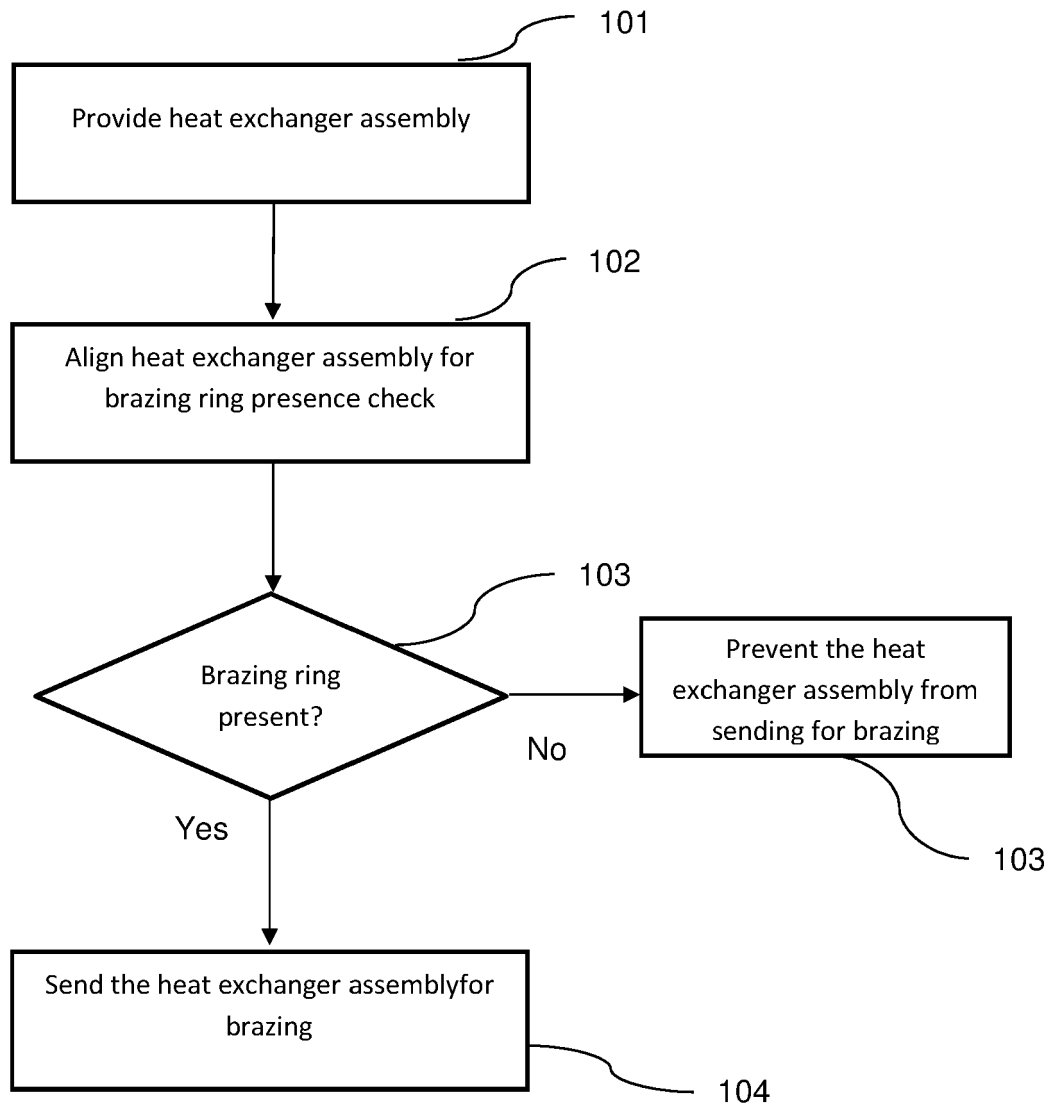 101
Provide heat exchanger assembly
102
Align heat exchanger assembly for
brazing ring presence check
103
Brazing ring
present?
Prevent the heat
exchanger assembly from
sending for brazing
No
Yes
103
Send the heat exchanger assemblyfor
brazing
104